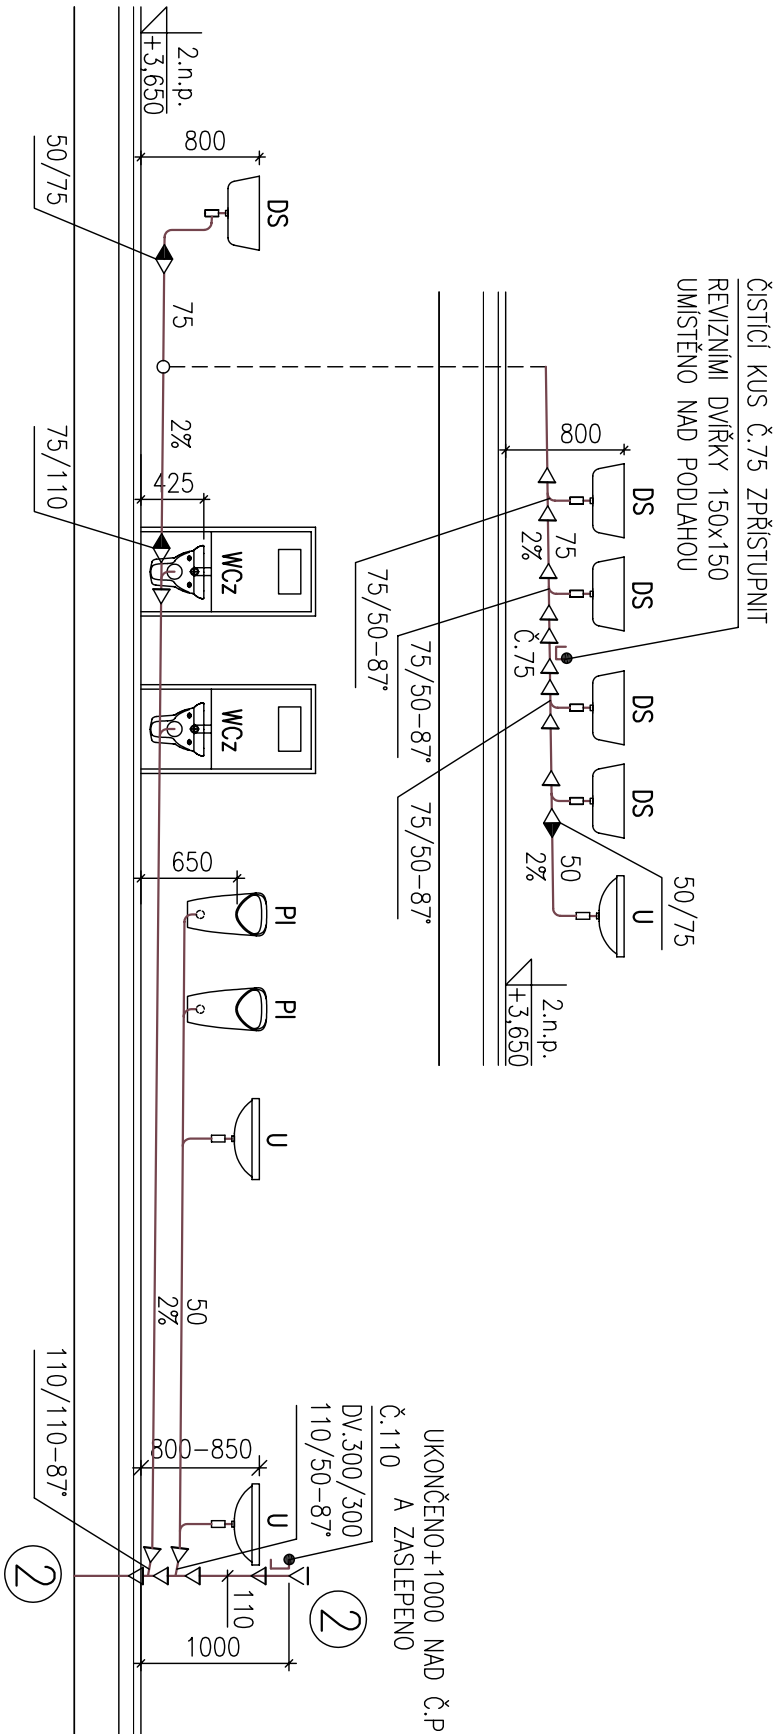 ČISTÍCÍ KUS Č.75 ZPŘÍSTUPNIT
REVIZNÍMI DVÍŘKY 150x150
UMÍSTĚNO NAD PODLAHOU
800
DS
DS
DS
DS
U
75
2%
Č.75
50
2%
50/75
75/50-87°
75/50-87°
75/50-87°
2.n.p.
+3,650
2.n.p.
+3,650
800
DS
50/75
75
2%
75/110
425
WCz
WCz
650
PI
PI
U
50
2%
800-850
U
110/110-87°
UKONČENO+1000 NAD Č.P
A ZASLEPENO
Č.110
DV.300/300
110/50-87°
110
1000
2
2